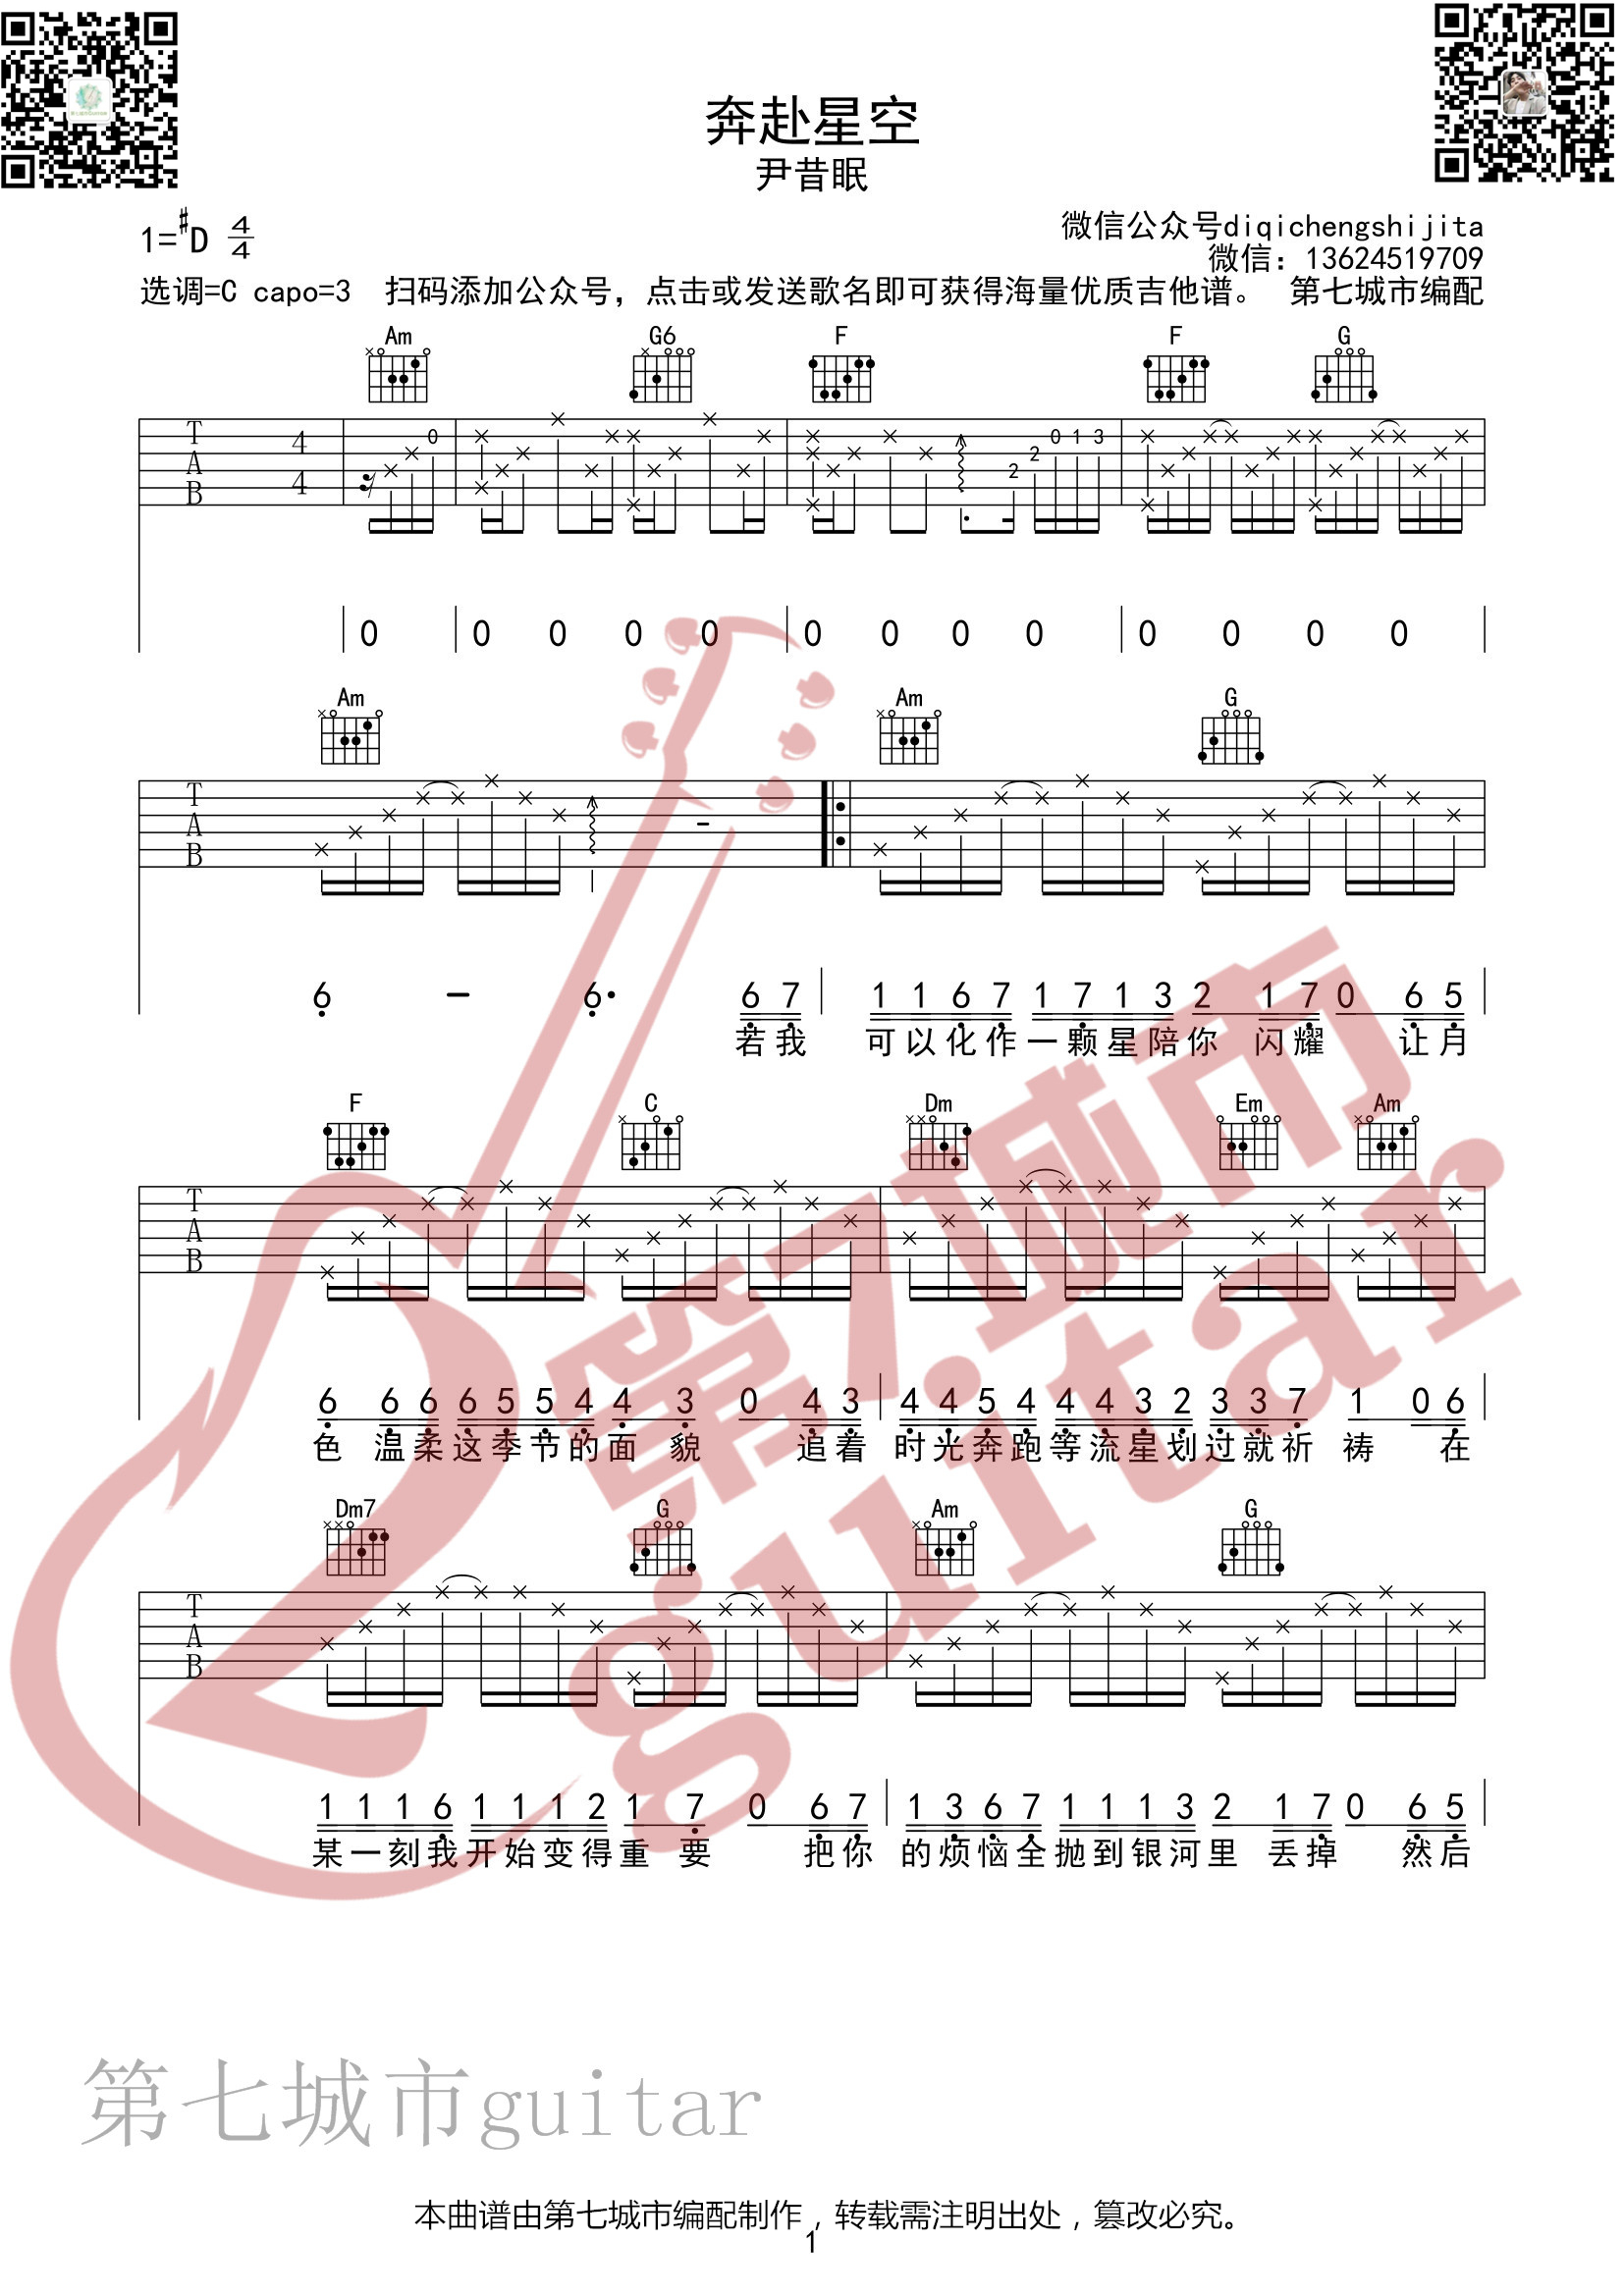 奔赴星空
尹昔眠
1=#D 4/4
微信公众号diqichengshijita
微信：13624519709
选调=C capo=3 扫码添加公众号，点击或发送歌名即可获得海量优质吉他谱。 第七城市编配
Am G6 F F G
T A B 4 4 0 2 2 0 1 3
0 0 0 0 0 0 0 0 0 0 0 0 0
Am Am G
T A B -
6 - 6· 6 7 1 1 6 7 1 7 1 3 2 1 7 0 6 5
若我 可以化作一颗星陪你 闪耀 让月
F C Dm Em Am
T A B
6 6 6 6 5 5 4 4 3 0 4 3 4 4 5 4 4 4 3 2 3 3 7 1 0 6
色 温柔这季节的面 貌 追着 时光奔跑等流星划过就祈 祷 在
Dm7 G Am G
T A B
1 1 1 6 1 1 1 2 1 7 0 6 7 1 3 6 7 1 1 1 3 2 1 7 0 6 5
某一刻我开始变得重 要 把你 的烦恼全抛到银河里 丢掉 然后
第7城市
guitar
第七城市guitar
本曲谱由第七城市编配制作，转载需注明出处，篡改必究。
1